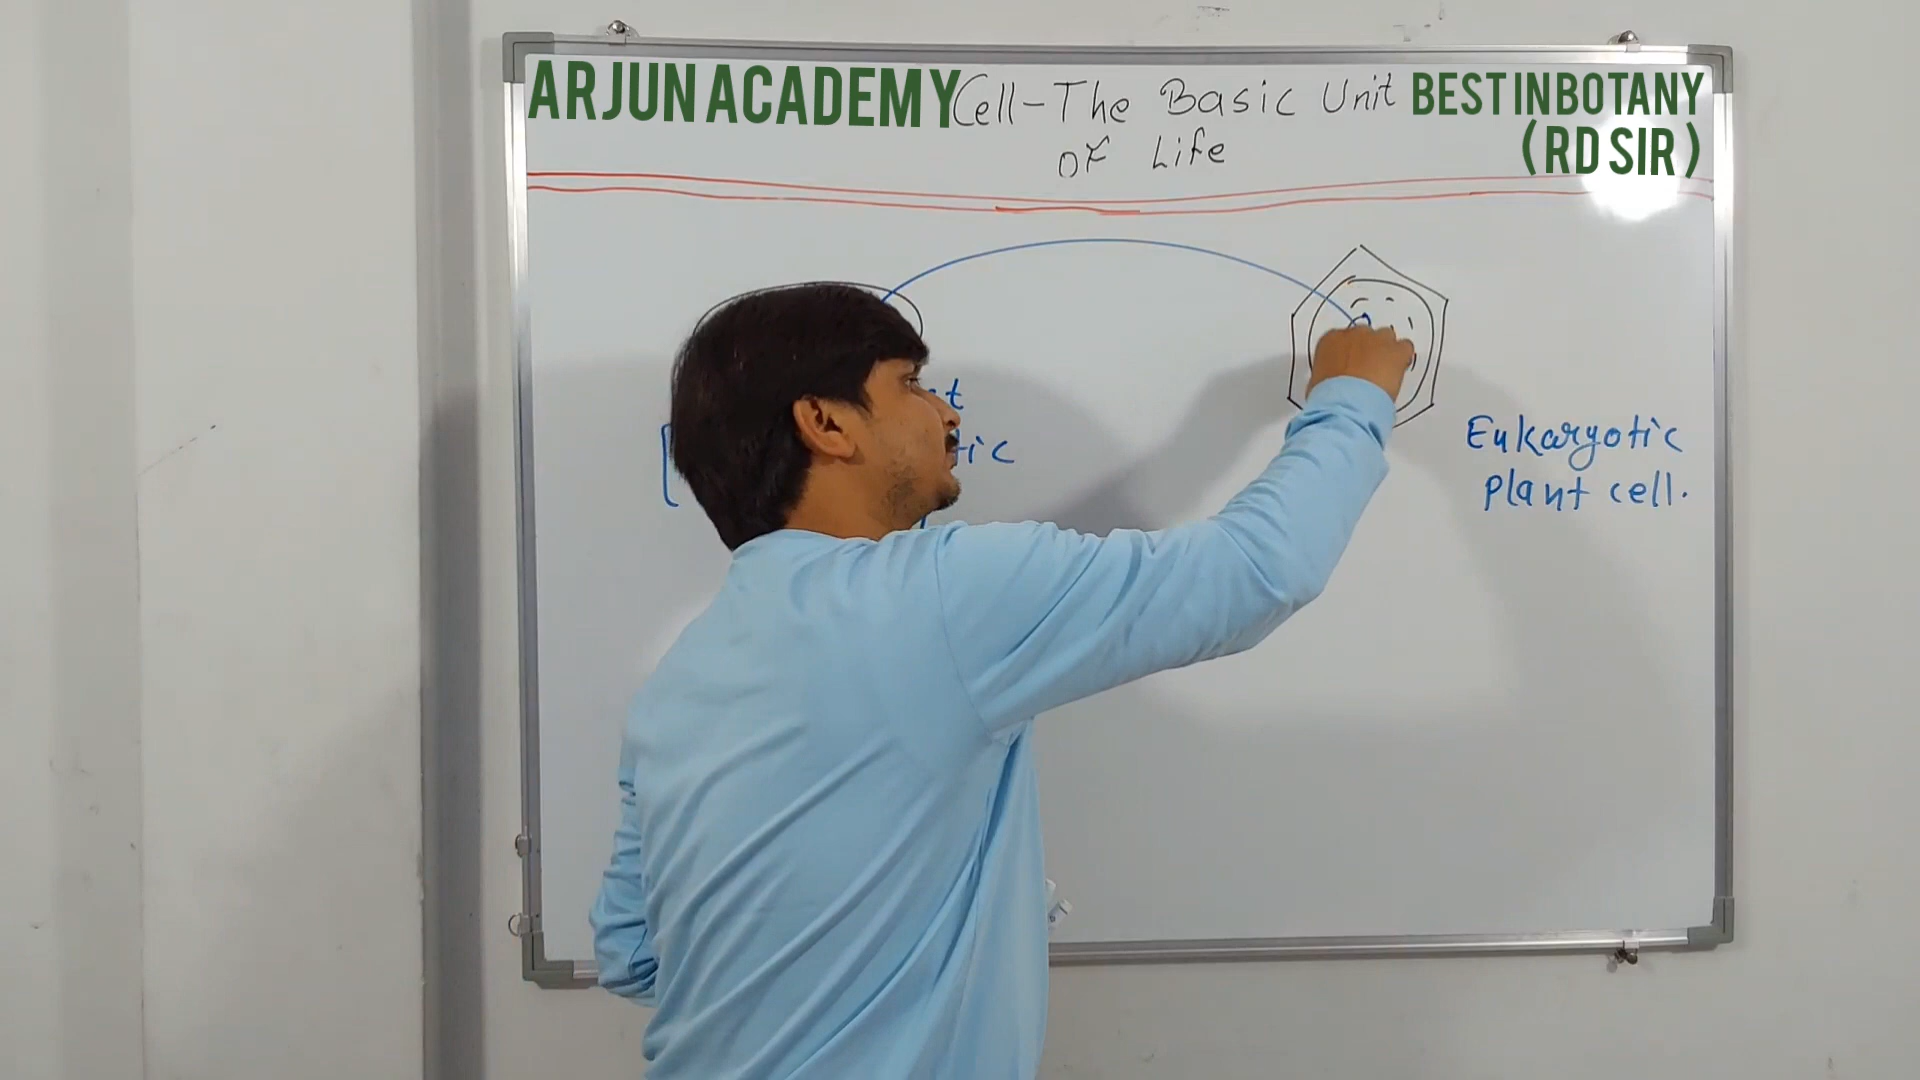 ARJUN ACADEMY
Cell-The Basic Unit
OF Life
BEST IN BOTANY
(RD SIR)
Eukaryotic
plant cell.